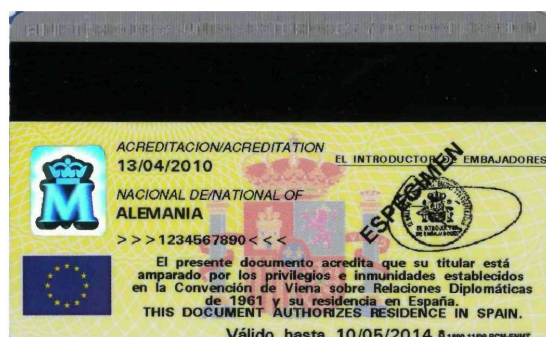 ACREDITACION/ACREDITATION
13/04/2010
EL INTRODUCTOR DE EMBAJADORES
ESPECIMEN
NACIONAL DE/NATIONAL OF
ALEMANIA
>>>1234567890<<<
El presente documento acredita que su titular está
amparado por los privilegios e inmunidades establecidos
en la Convención de Viena sobre Relaciones Diplomáticas
de 1961 y su residencia en España.
THIS DOCUMENT AUTHORIZES RESIDENCE IN SPAIN.
Válido hasta 10/05/2014
M